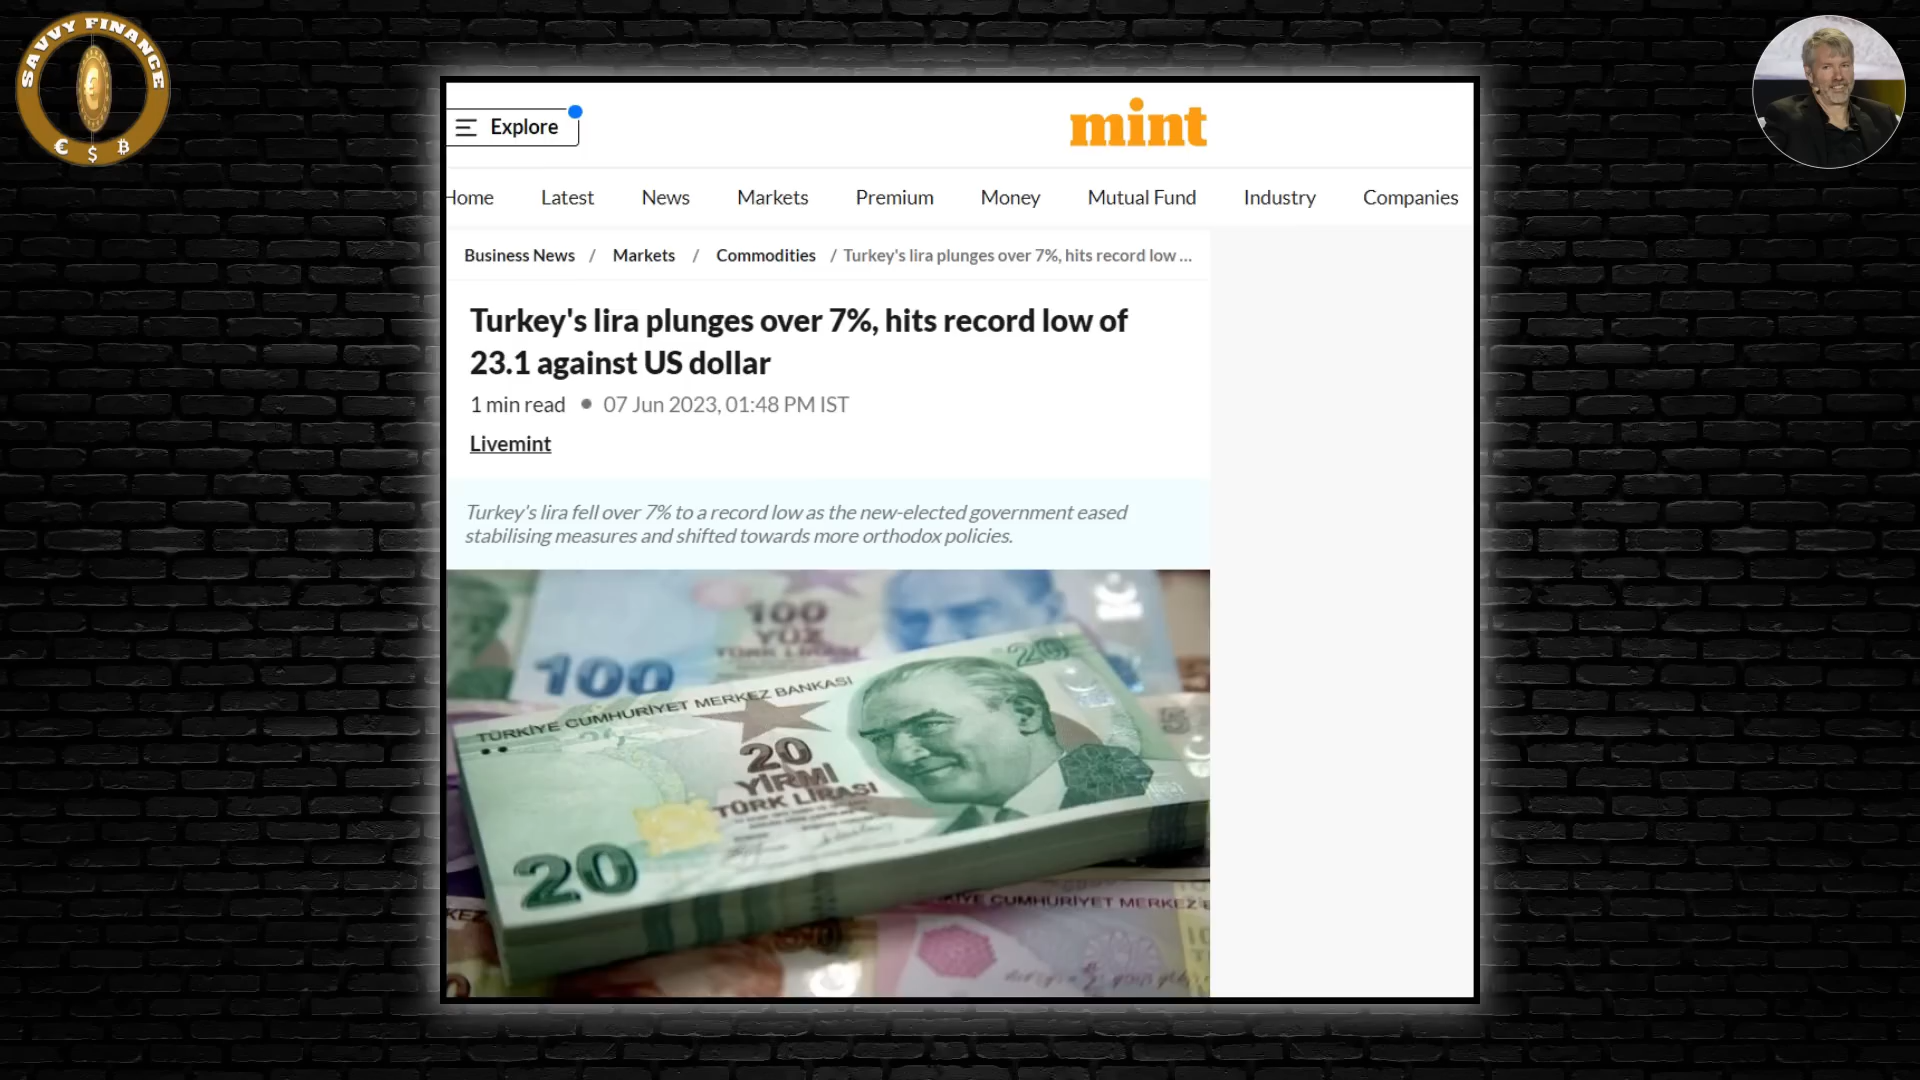 SAVVY FINANCE
€ $ ₿
Explore
mint
Home Latest News Markets Premium Money Mutual Fund Industry Companies
Business News / Markets / Commodities / Turkey's lira plunges over 7%, hits record low ...
Turkey's lira plunges over 7%, hits record low of
23.1 against US dollar
1 min read • 07 Jun 2023, 01:48 PM IST
Livemint
Turkey's lira fell over 7% to a record low as the new-elected government eased
stabilising measures and shifted towards more orthodox policies.
100
YÜZ
TÜRK LİRASI
100
20
TÜRKİYE CUMHURİYET MERKEZ BANKASI
20
YİRMİ
TÜRK LİRASI
20
CUMHURİYET MERKEZ